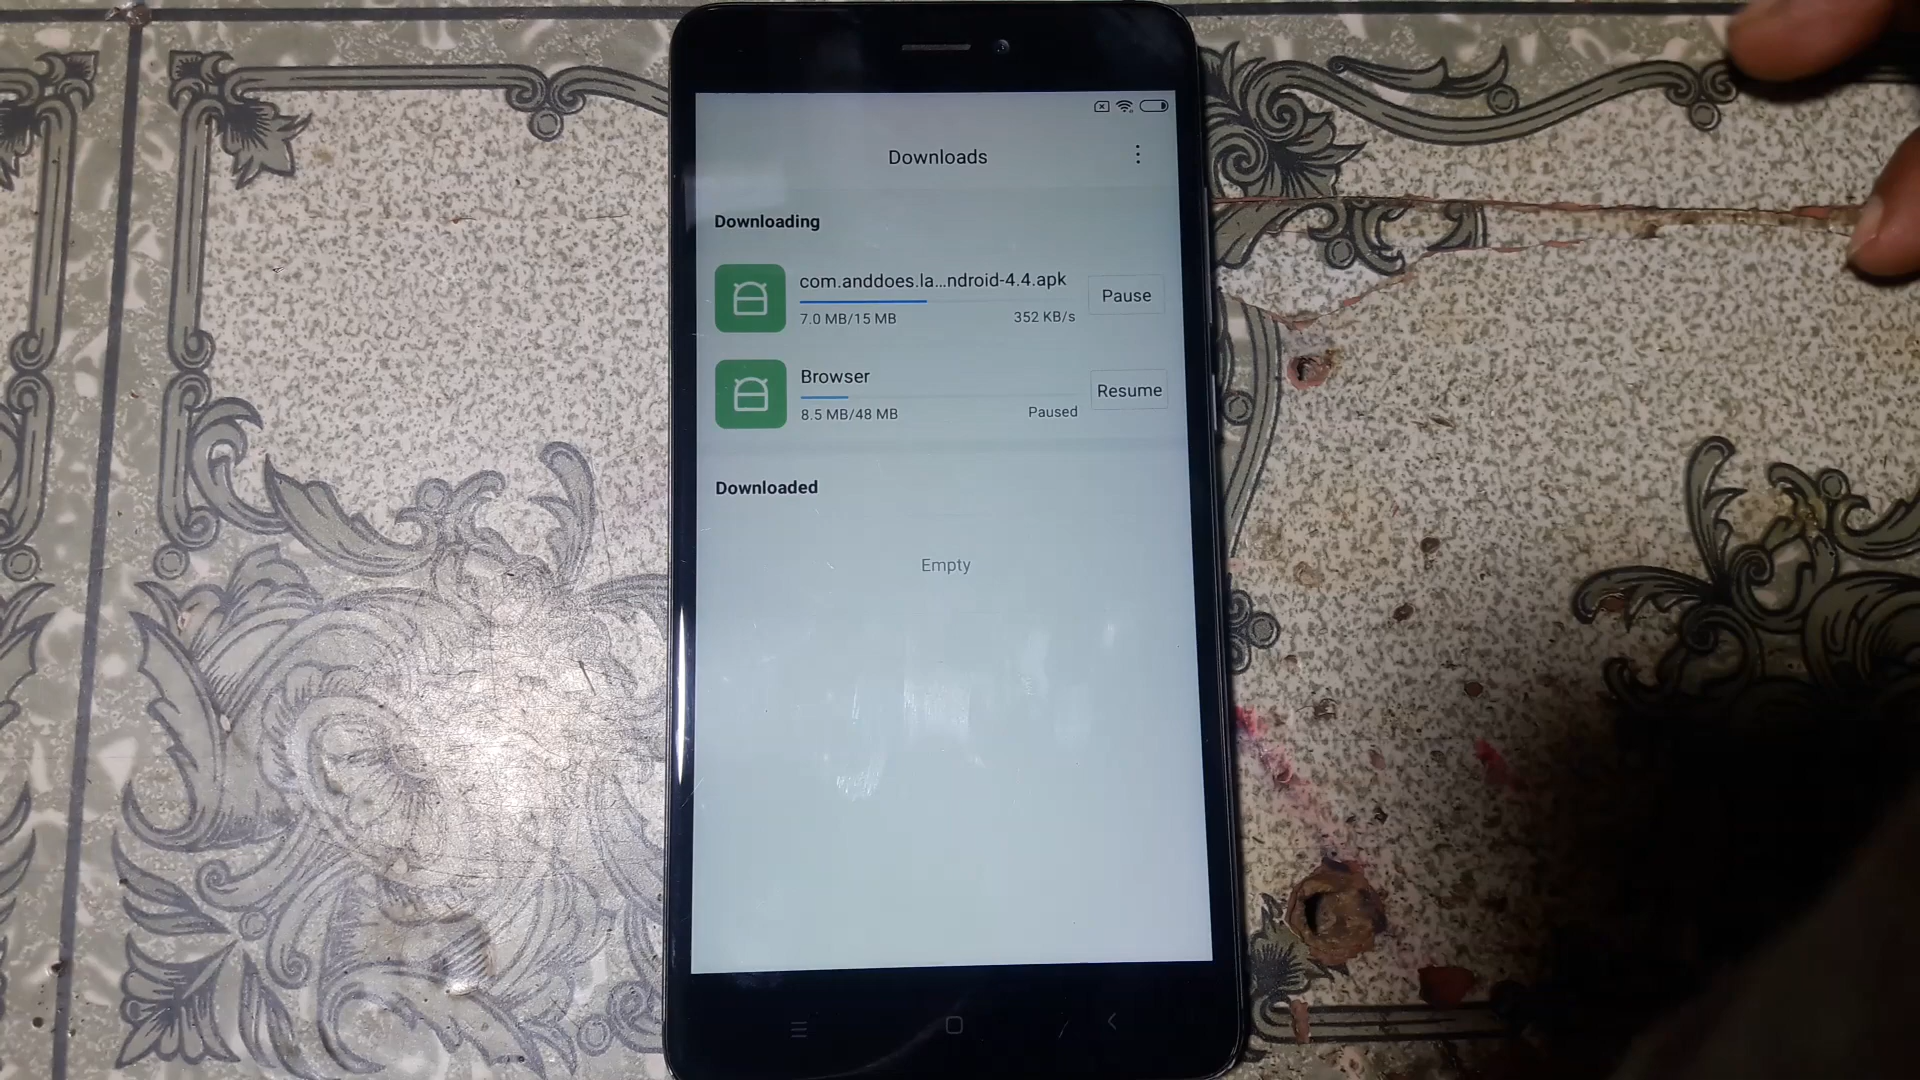 Downloads
Downloading
com.anddoes.la...ndroid-4.4.apk
7.0 MB/15 MB
352 KB/s
Pause
Browser
8.5 MB/48 MB
Paused
Resume
Downloaded
Empty